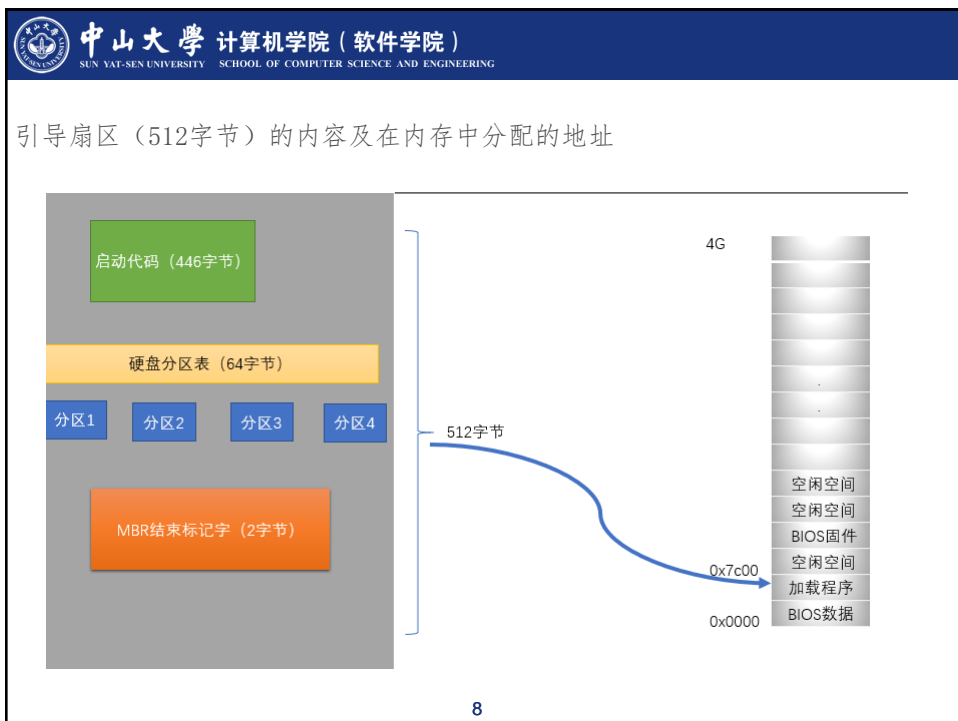 中山大學 计算机学院（软件学院）
SUN YAT-SEN UNIVERSITY SCHOOL OF COMPUTER SCIENCE AND ENGINEERING
引导扇区（512字节）的内容及在内存中分配的地址
启动代码（446字节）
硬盘分区表（64字节）
分区1
分区2
分区3
分区4
MBR结束标记字（2字节）
512字节
4G
.
.
空闲空间
空闲空间
BIOS固件
空闲空间
0x7c00
加载程序
BIOS数据
0x0000
8